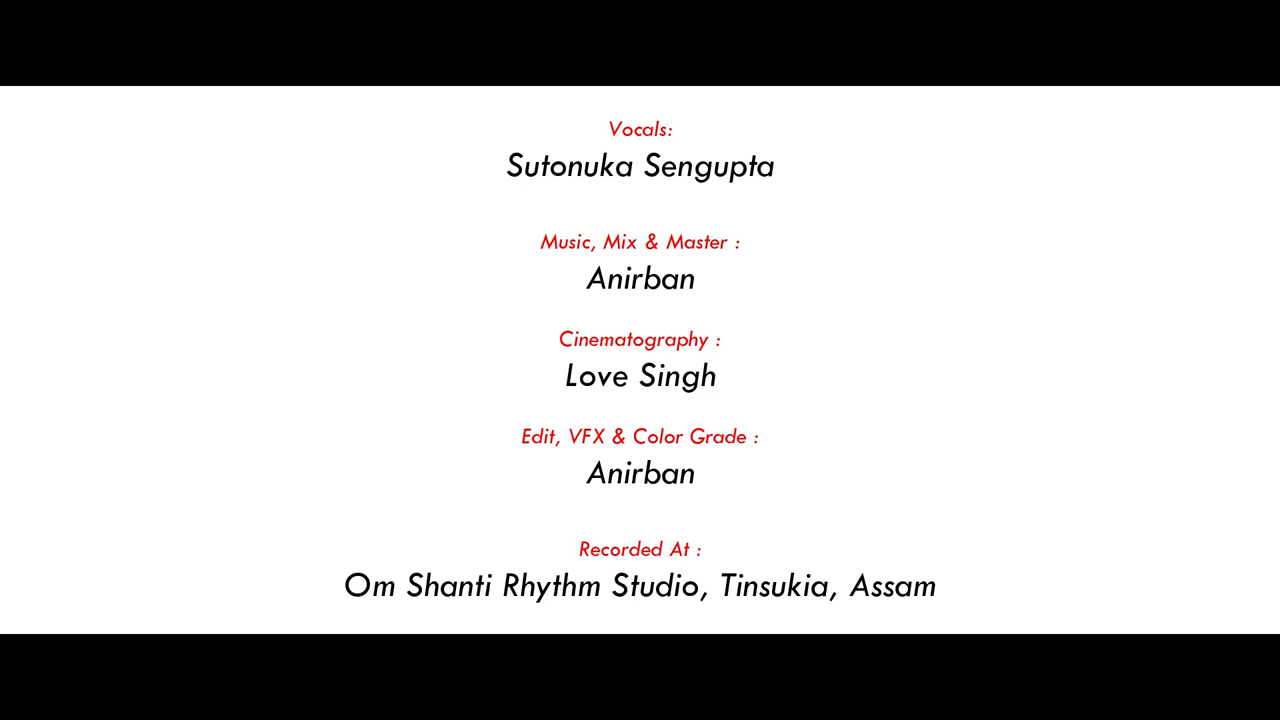 Vocals:
Sutonuka Sengupta
Music, Mix & Master :
Anirban
Cinematography :
Love Singh
Edit, VFX & Color Grade :
Anirban
Recorded At :
Om Shanti Rhythm Studio, Tinsukia, Assam